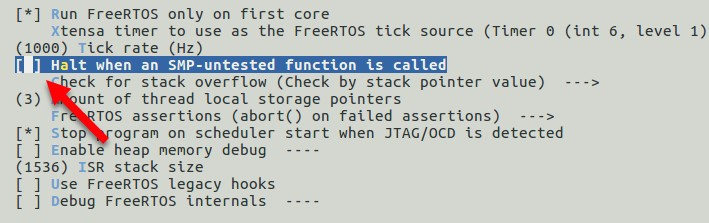 [*] Run FreeRTOS only on first core
Xtensa timer to use as the FreeRTOS tick source (Timer 0 (int 6, level 1)
(1000) Tick rate (Hz)
[ ] Halt when an SMP-untested function is called
Check for stack overflow (Check by stack pointer value) --->
(3) mount of thread local storage pointers
FreeRTOS assertions (abort() on failed assertions) --->
[*] Stop program on scheduler start when JTAG/OCD is detected
[ ] Enable heap memory debug ----
(1536) ISR stack size
[ ] Use FreeRTOS legacy hooks
[ ] Debug FreeRTOS internals ----